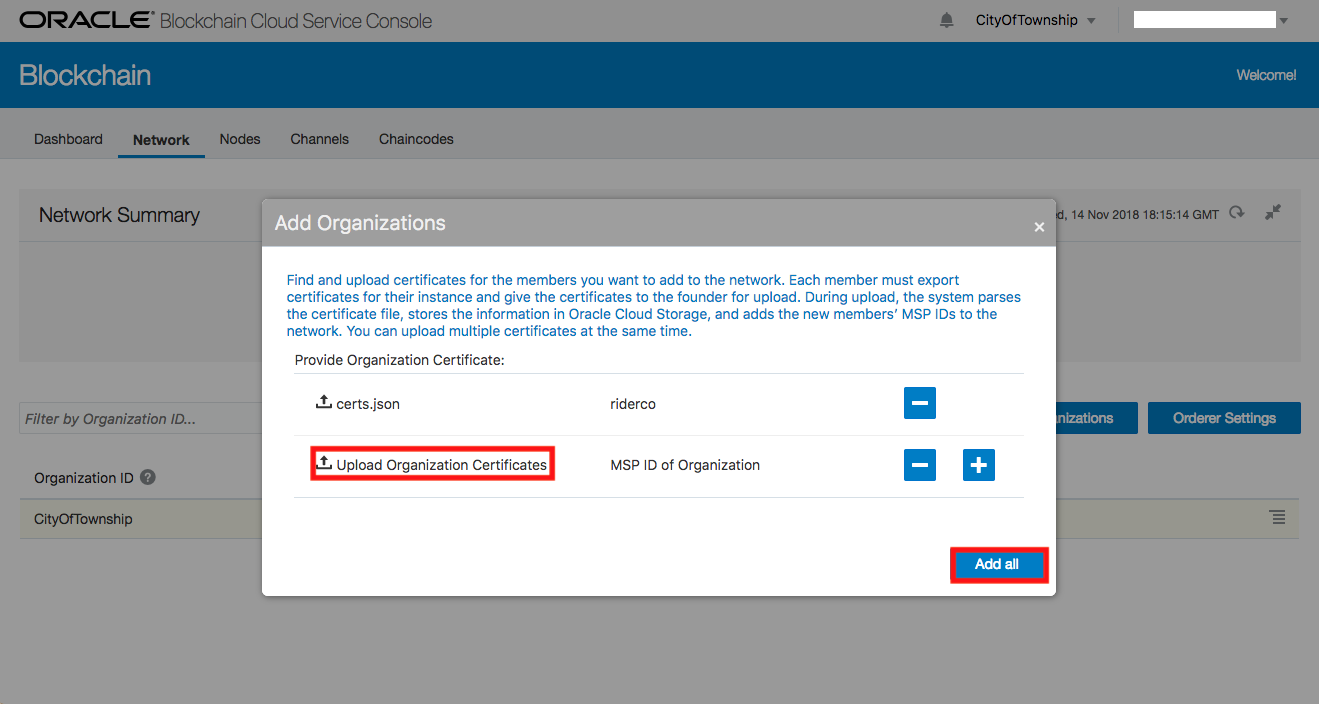 ORACLE® Blockchain Cloud Service Console
CityOfTownship
Blockchain
Welcome!
Dashboard
Network
Nodes
Channels
Chaincodes
Network Summary
14 Nov 2018 18:15:14 GMT
Add Organizations
×
Find and upload certificates for the members you want to add to the network. Each member must export
certificates for their instance and give the certificates to the founder for upload. During upload, the system parses
the certificate file, stores the information in Oracle Cloud Storage, and adds the new members' MSP IDs to the
network. You can upload multiple certificates at the same time.
Provide Organization Certificate:
certs.json
riderco
Filter by Organization ID...
Orderer Settings
Upload Organization Certificates
MSP ID of Organization
Organization ID ?
CityOfTownship
Add all